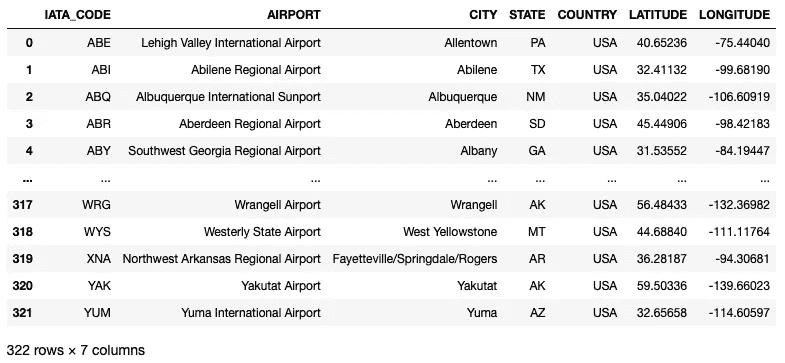 IATA_CODE AIRPORT CITY STATE COUNTRY LATITUDE LONGITUDE
0 ABE Lehigh Valley International Airport Allentown PA USA 40.65236 -75.44040
1 ABI Abilene Regional Airport Abilene TX USA 32.41132 -99.68190
2 ABQ Albuquerque International Sunport Albuquerque NM USA 35.04022 -106.60919
3 ABR Aberdeen Regional Airport Aberdeen SD USA 45.44906 -98.42183
4 ABY Southwest Georgia Regional Airport Albany GA USA 31.53552 -84.19447
... ... ... ... ... ... ... ...
317 WRG Wrangell Airport Wrangell AK USA 56.48433 -132.36982
318 WYS Westerly State Airport West Yellowstone MT USA 44.68840 -111.11764
319 XNA Northwest Arkansas Regional Airport Fayetteville/Springdale/Rogers AR USA 36.28187 -94.30681
320 YAK Yakutat Airport Yakutat AK USA 59.50336 -139.66023
321 YUM Yuma International Airport Yuma AZ USA 32.65658 -114.60597
322 rows × 7 columns